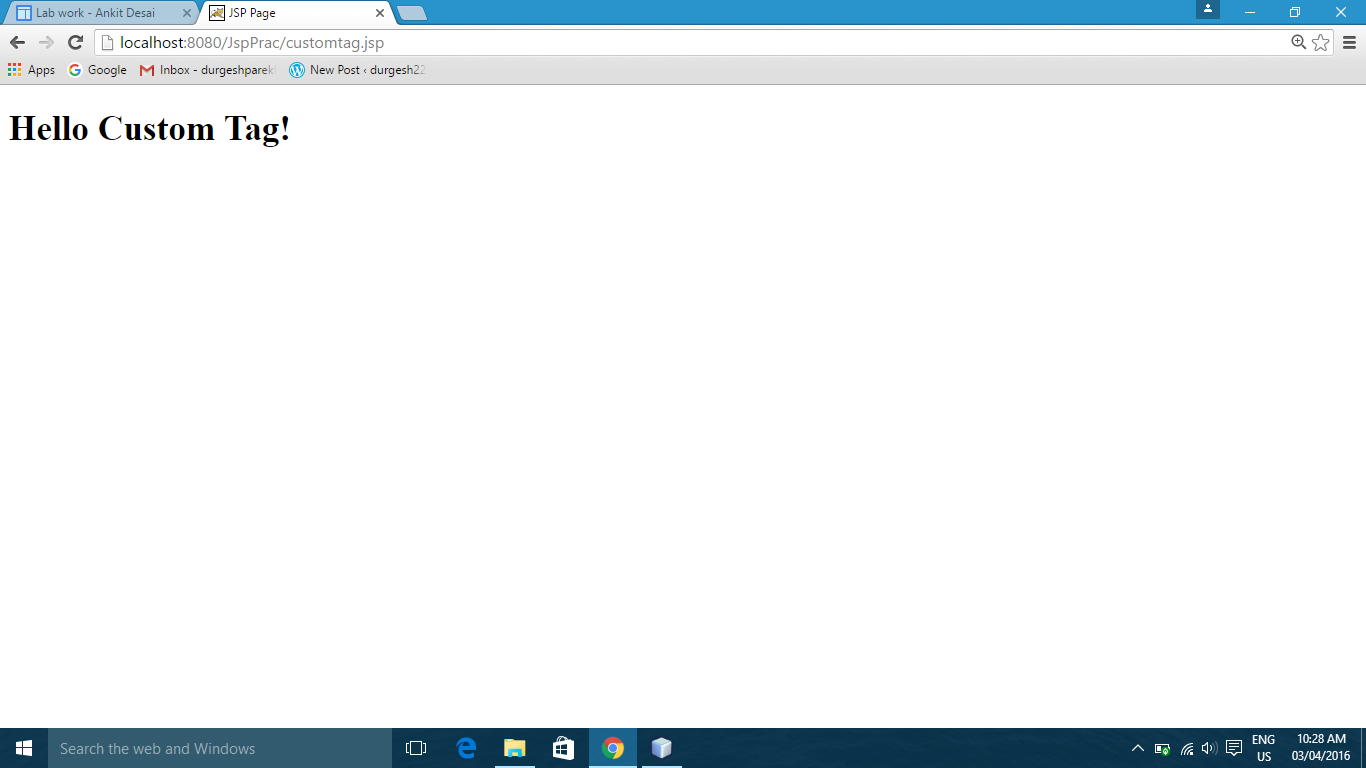 Lab work - Ankit Desai
JSP Page
localhost:8080/JspPrac/customtag.jsp
Apps
Google
Inbox - durgeshparek
New Post ‹ durgesh22
Hello Custom Tag!
Search the web and Windows
ENG
US
10:28 AM
03/04/2016